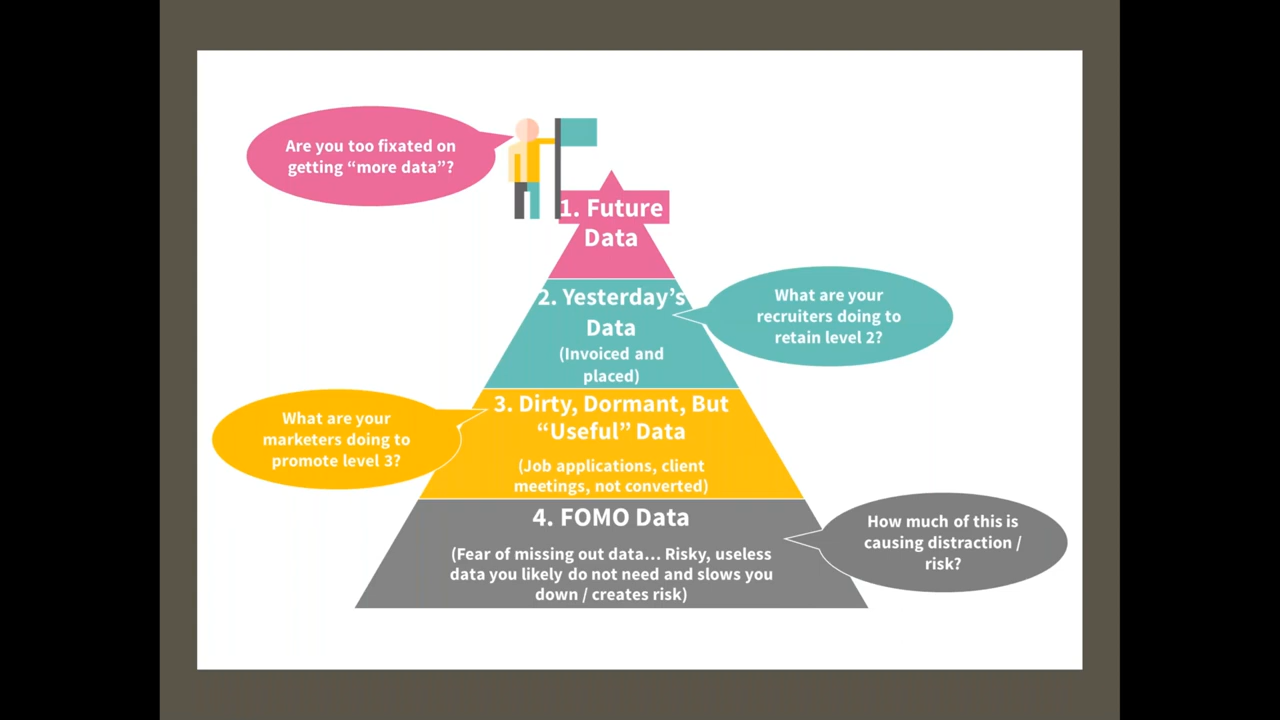 Are you too fixated on
getting “more data”?
1. Future
Data
2. Yesterday’s
Data
(Invoiced and
placed)
What are your
recruiters doing to
retain level 2?
3. Dirty, Dormant, But
“Useful” Data
(Job applications, client
meetings, not converted)
What are your
marketers doing to
promote level 3?
4. FOMO Data
(Fear of missing out data... Risky, useless
data you likely do not need and slows you
down / creates risk)
How much of this is
causing distraction /
risk?